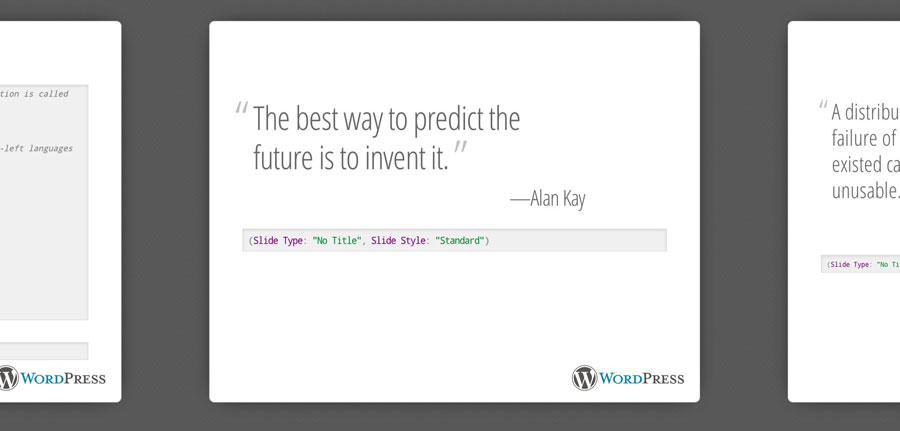 tion is called
-left languages
WORDPRESS
“The best way to predict the
future is to invent it.”
—Alan Kay
(Slide Type: "No Title", Slide Style: "Standard")
WORDPRESS
“A distribu
failure of
existed ca
unusable.
(Slide Type: "No Ti